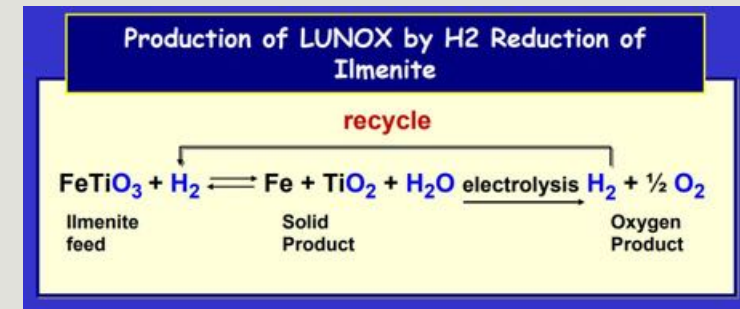 Production of LUNOX by H2 Reduction of
Ilmenite
recycle
FeTiO₃ + H₂ ⇌ Fe + TiO₂ + H₂O electrolysis H₂ + ½ O₂
Ilmenite Solid Oxygen
feed Product Product